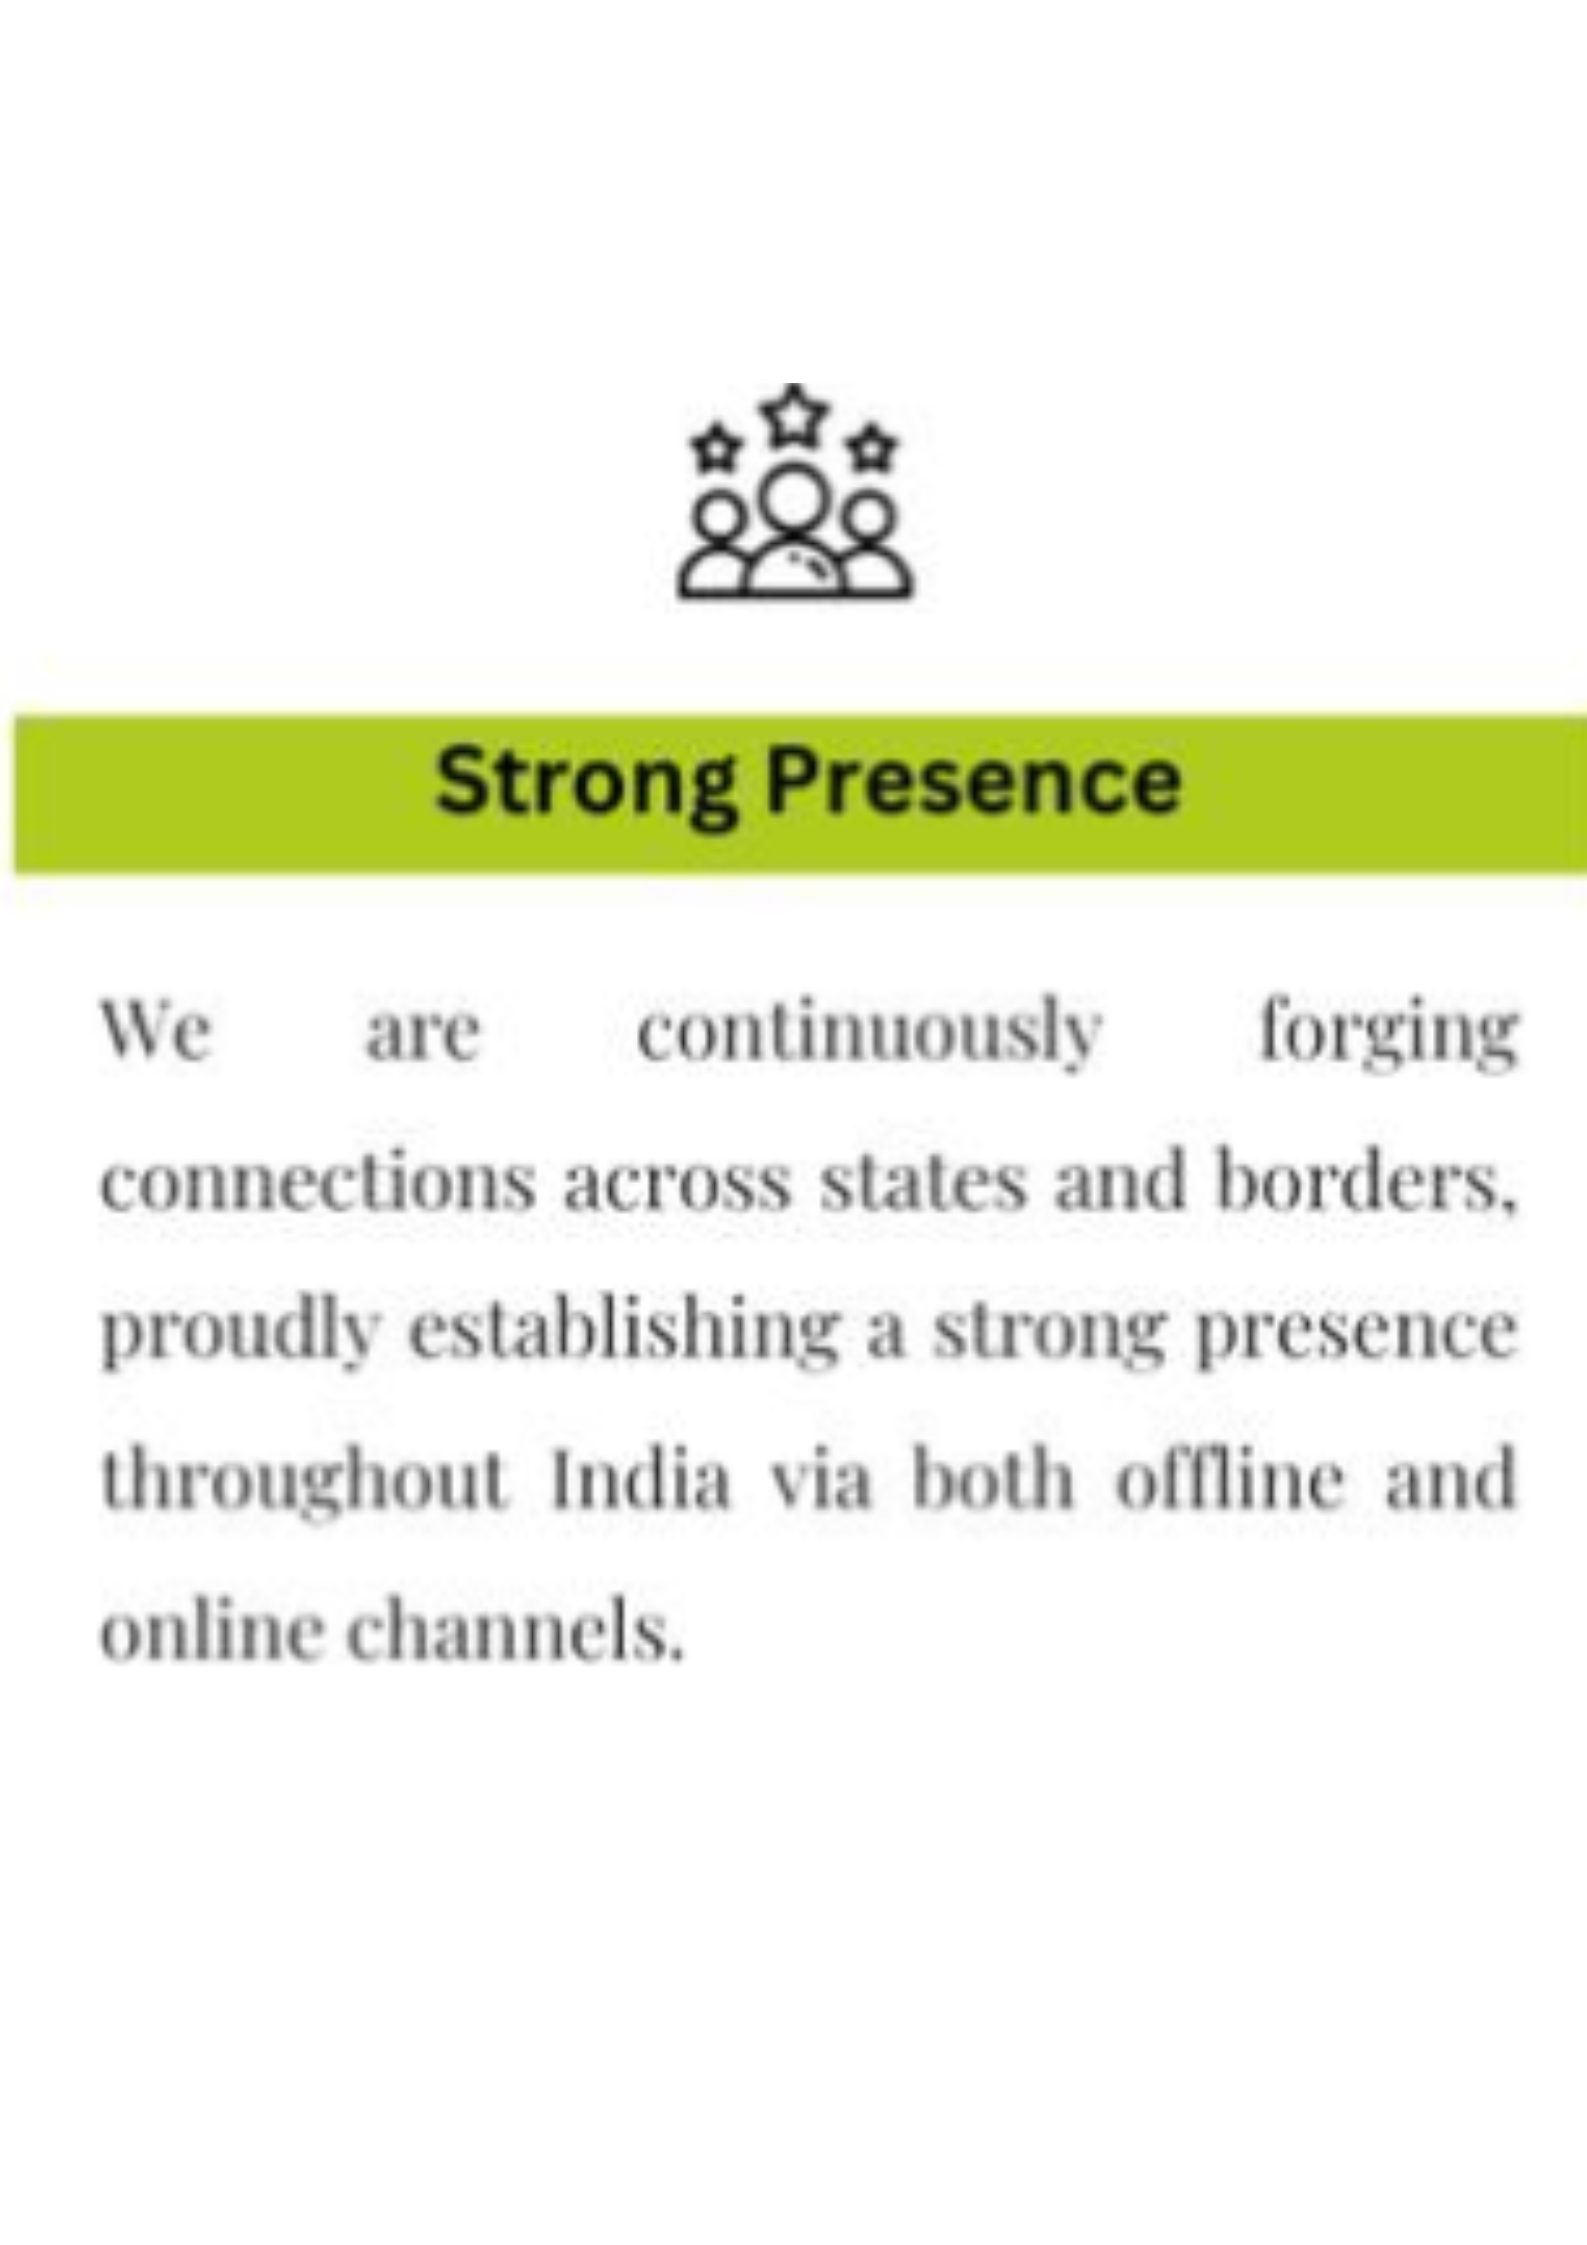 Strong Presence
We are continuously forging
connections across states and borders,
proudly establishing a strong presence
throughout India via both offline and
online channels.